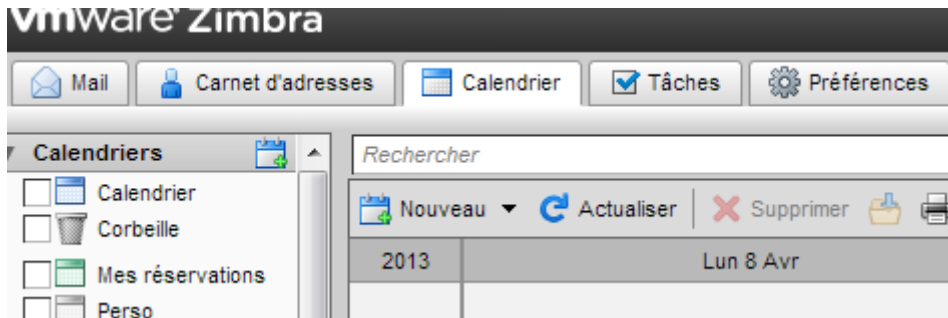 vmware Zimbra
Mail Carnet d'adresses Calendrier Tâches Préférences
Calendriers
Rechercher
Calendrier
Corbeille
Mes réservations
Perso
Nouveau Actualiser Supprimer
2013 Lun 8 Avr